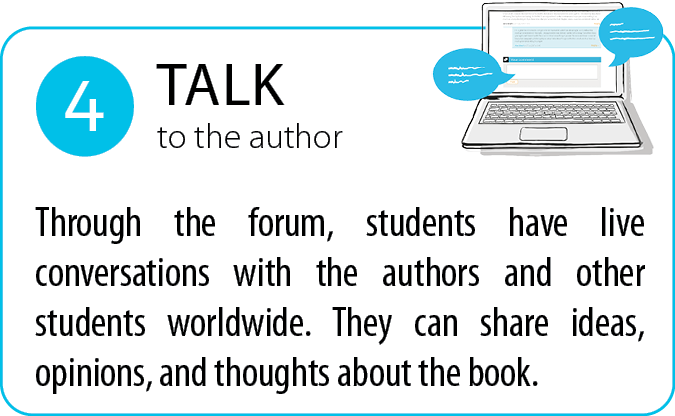 4
TALK
to the author
Through the forum, students have live
conversations with the authors and other
students worldwide. They can share ideas,
opinions, and thoughts about the book.